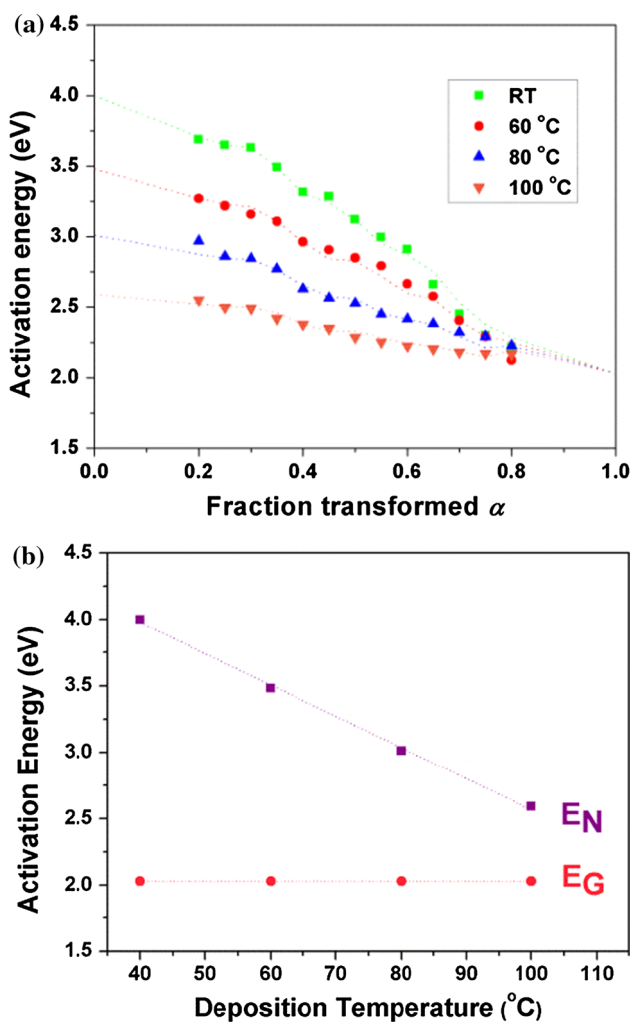 (a)
4.5
4.0
3.5
3.0
2.5
2.0
1.5
Activation energy (eV)
RT
60 °C
80 °C
100 °C
0.0 0.2 0.4 0.6 0.8 1.0
Fraction transformed α
(b)
4.5
4.0
3.5
3.0
2.5
2.0
1.5
Activation Energy (eV)
EN
EG
40 50 60 70 80 90 100 110
Deposition Temperature (°C)